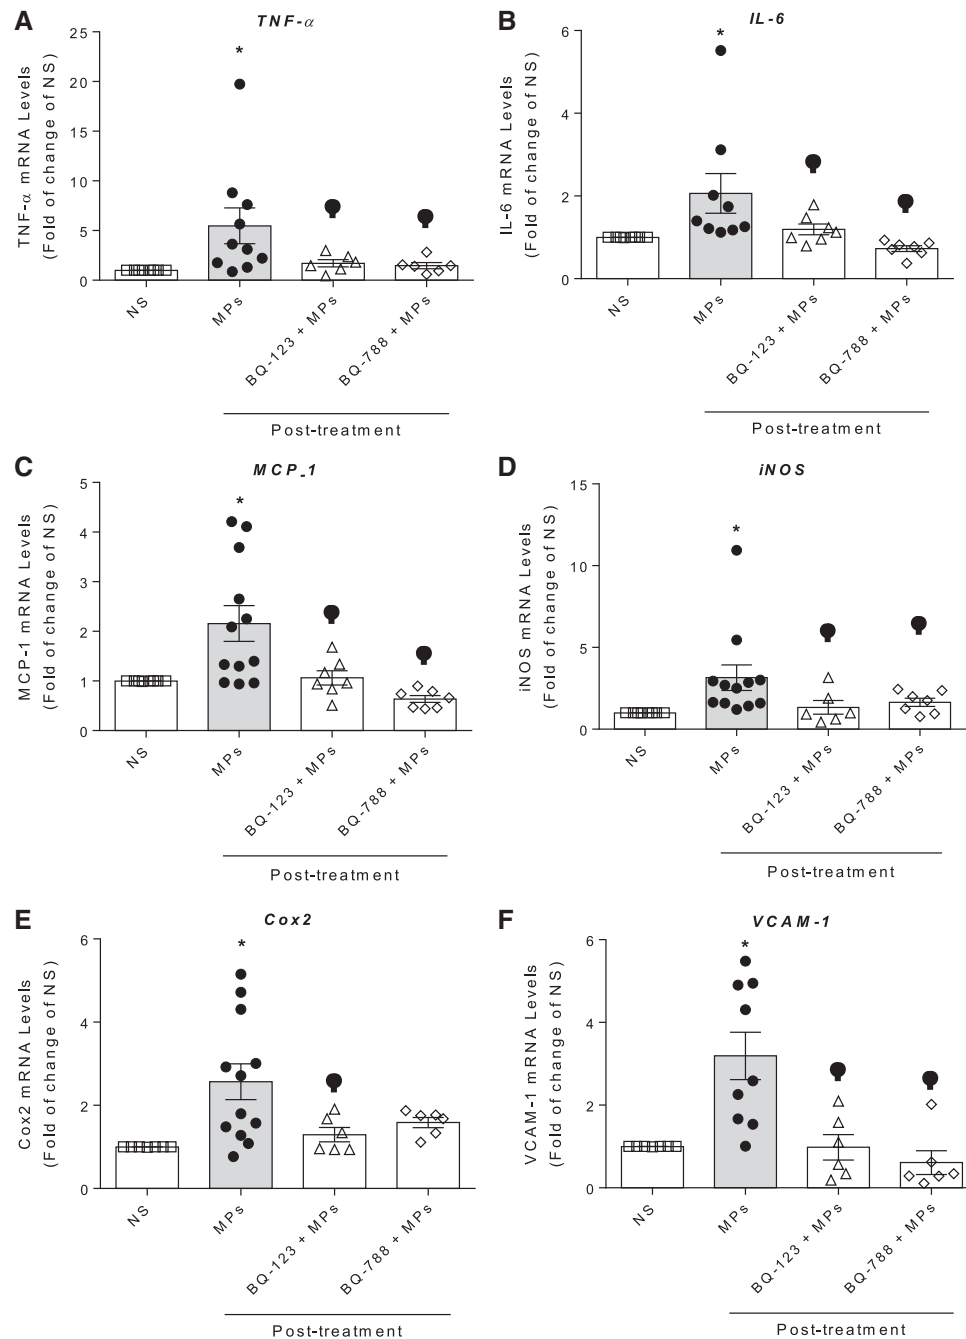 A
TNF-α
TNF-α mRNA Levels
(Fold of change of NS)
25
20
15
10
5
0
*
NS
MPs
BQ-123 + MPs
BQ-788 + MPs
Post-treatment
B
IL-6
IL-6 mRNA Levels
(Fold of change of NS)
6
4
2
0
*
NS
MPs
BQ-123 + MPs
BQ-788 + MPs
Post-treatment
C
MCP_1
MCP-1 mRNA Levels
(Fold of change of NS)
5
4
3
2
1
0
*
NS
MPs
BQ-123 + MPs
BQ-788 + MPs
Post-treatment
D
iNOS
iNOS mRNA Levels
(Fold of change of NS)
15
10
5
0
*
NS
MPs
BQ-123 + MPs
BQ-788 + MPs
Post-treatment
E
Cox2
Cox2 mRNA Levels
(Fold of change of NS)
6
4
2
0
*
NS
MPs
BQ-123 + MPs
BQ-788 + MPs
Post-treatment
F
VCAM-1
VCAM-1 mRNA Levels
(Fold of change of NS)
6
4
2
0
*
NS
MPs
BQ-123 + MPs
BQ-788 + MPs
Post-treatment